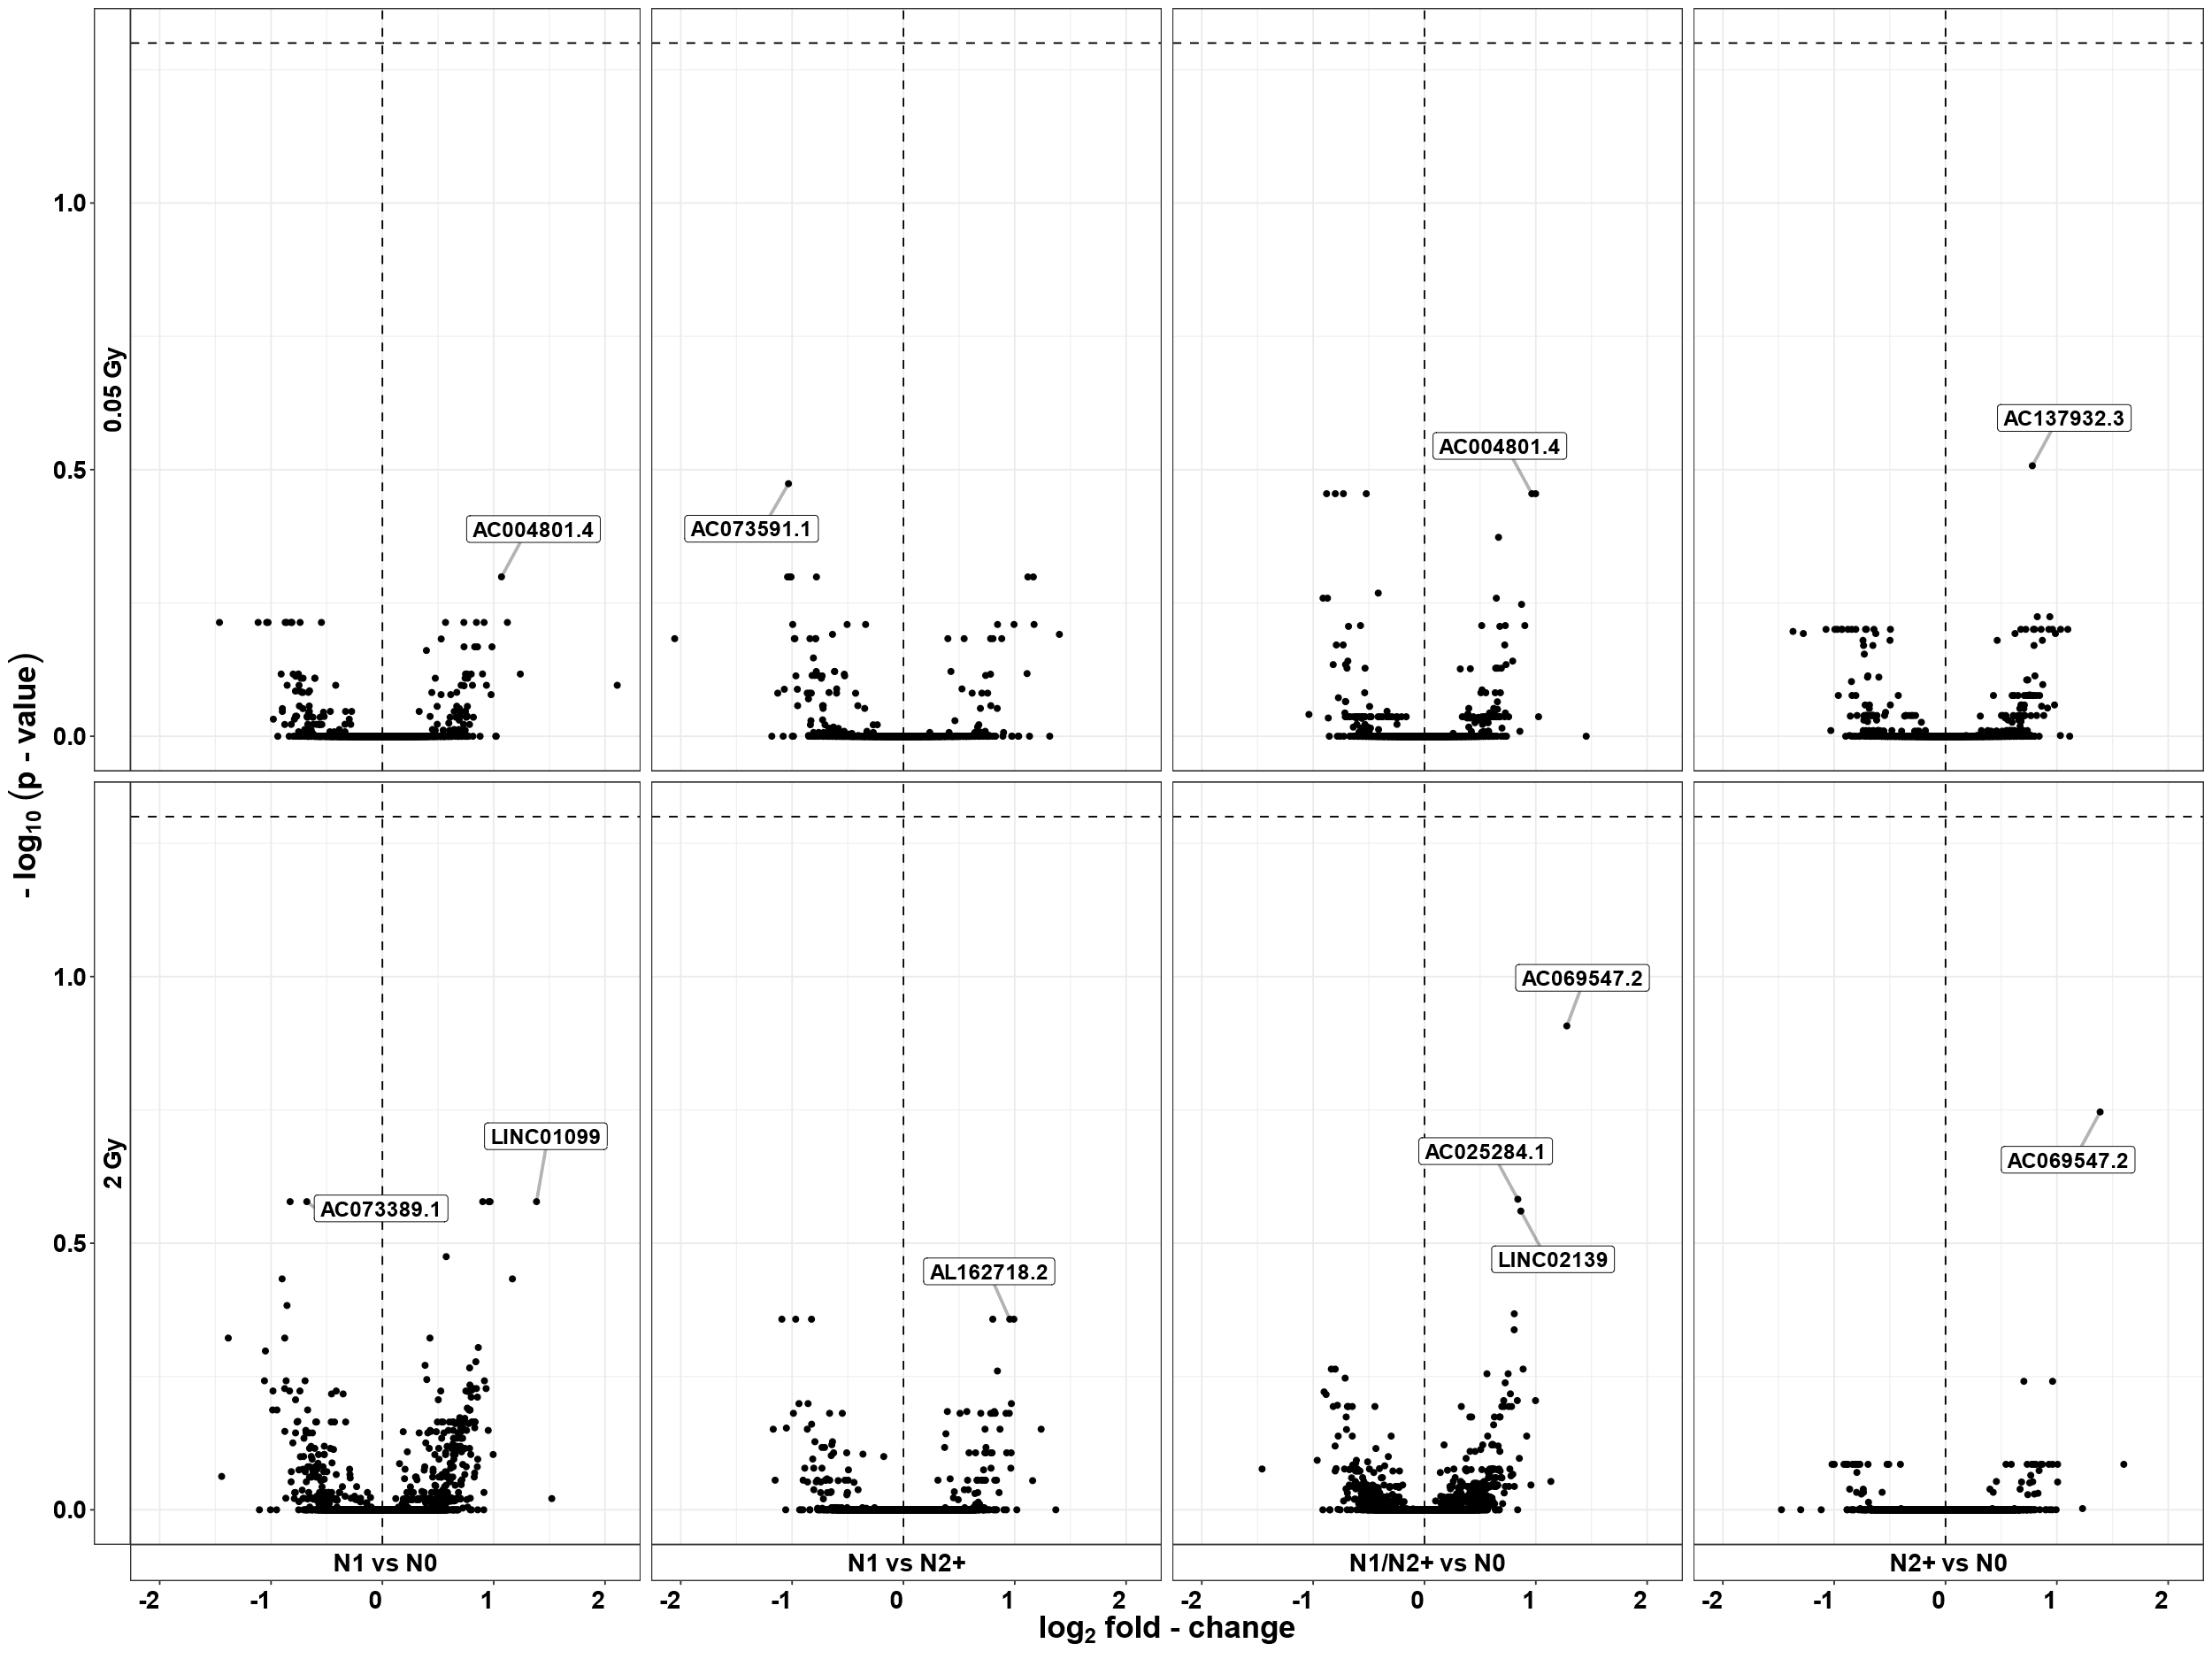 - log10 (p - value)
0.05 Gy
1.0
0.5
0.0
AC004801.4
AC073591.1
AC004801.4
AC137932.3
2 Gy
1.0
0.5
0.0
LINC01099
AC073389.1
AL162718.2
AC069547.2
AC025284.1
LINC02139
AC069547.2
N1 vs N0
N1 vs N2+
N1/N2+ vs N0
N2+ vs N0
-2 -1 0 1 2
-2 -1 0 1 2
-2 -1 0 1 2
-2 -1 0 1 2
log2 fold - change